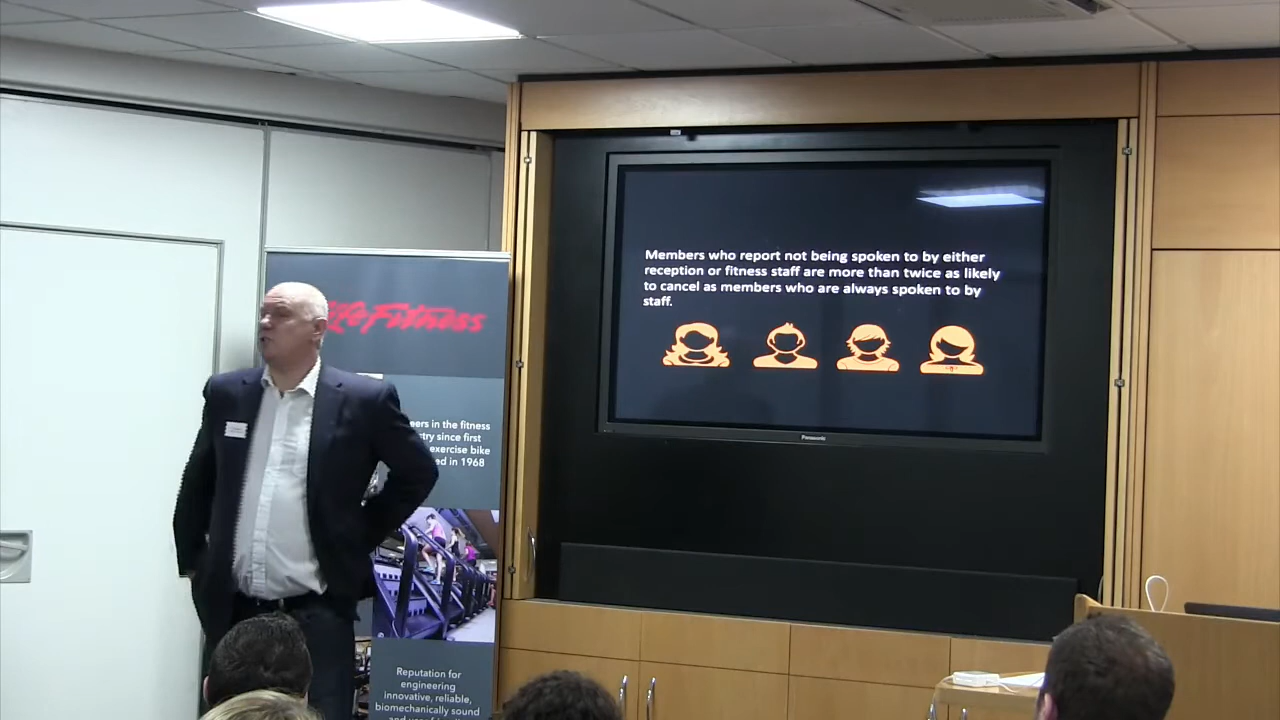 Members who report not being spoken to by either
reception or fitness staff are more than twice as likely
to cancel as members who are always spoken to by
staff.
Panasonic
Life Fitness
eers in the fitness
try since first
exercise bike
ed in 1968
Reputation for
engineering
innovative, reliable,
biomechanically sound